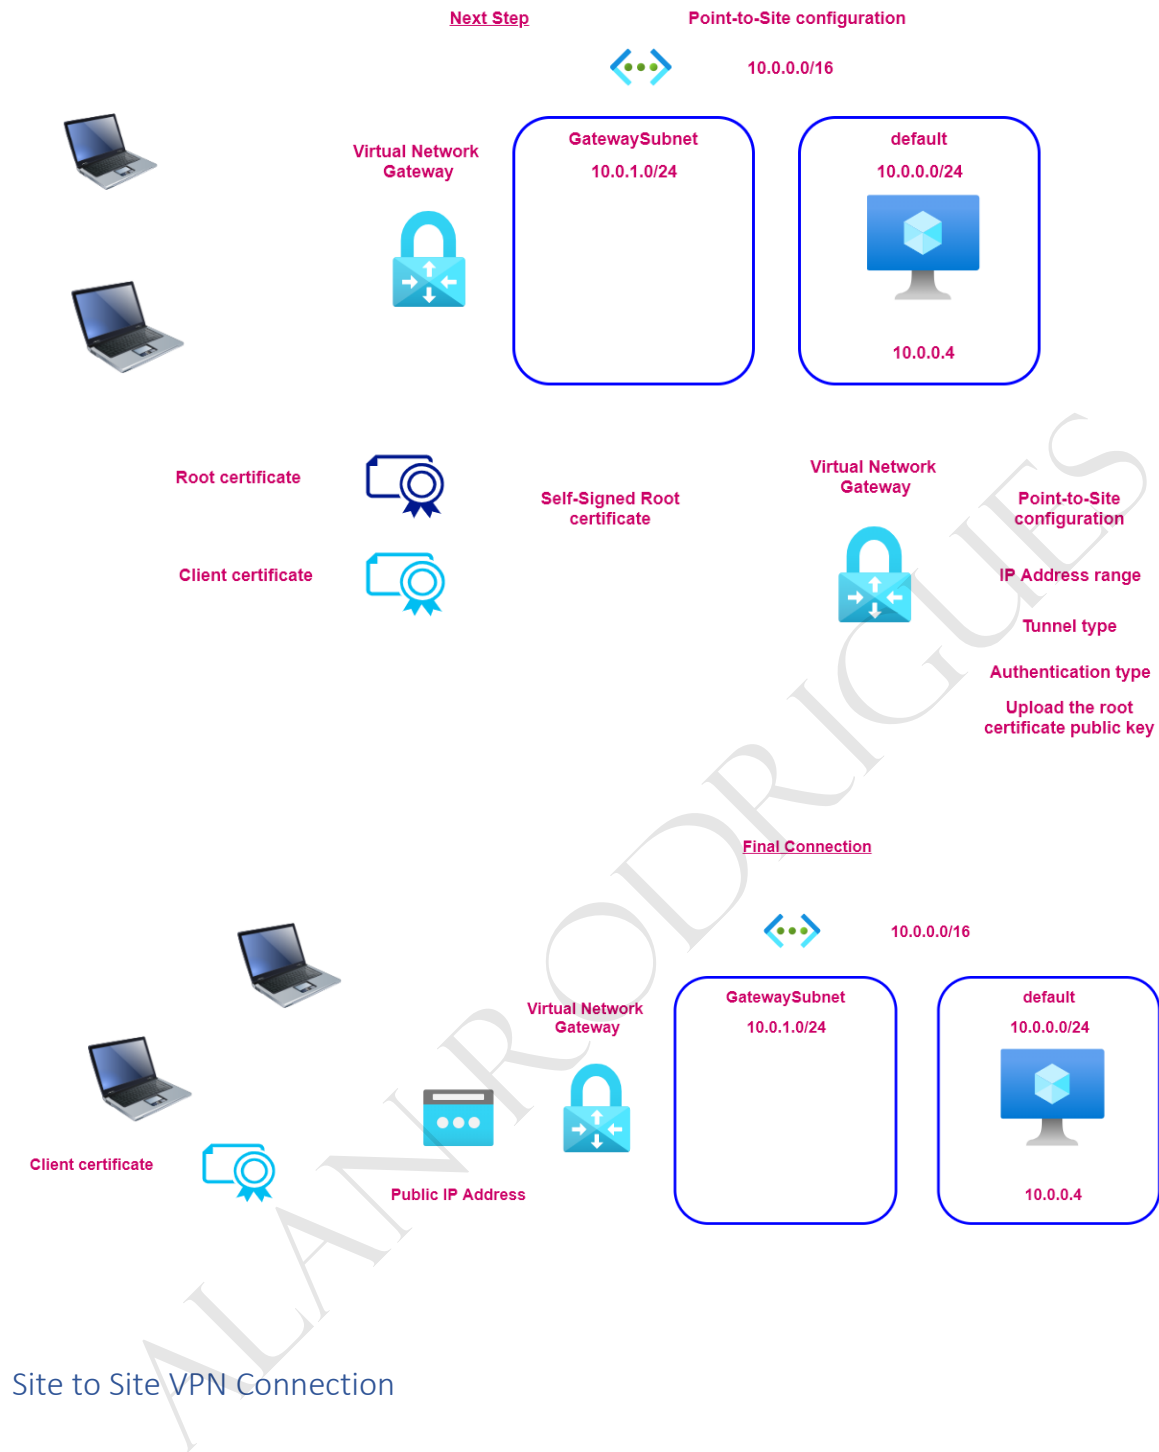 Next Step
Point-to-Site configuration
10.0.0.0/16
Virtual Network
Gateway
GatewaySubnet
10.0.1.0/24
default
10.0.0.0/24
10.0.0.4
Root certificate
Client certificate
Self-Signed Root
certificate
Virtual Network
Gateway
Point-to-Site
configuration
IP Address range
Tunnel type
Authentication type
Upload the root
certificate public key
Final Connection
10.0.0.0/16
Virtual Network
Gateway
GatewaySubnet
10.0.1.0/24
default
10.0.0.0/24
Client certificate
Public IP Address
10.0.0.4
Site to Site VPN Connection
ALAN RODRIGUES